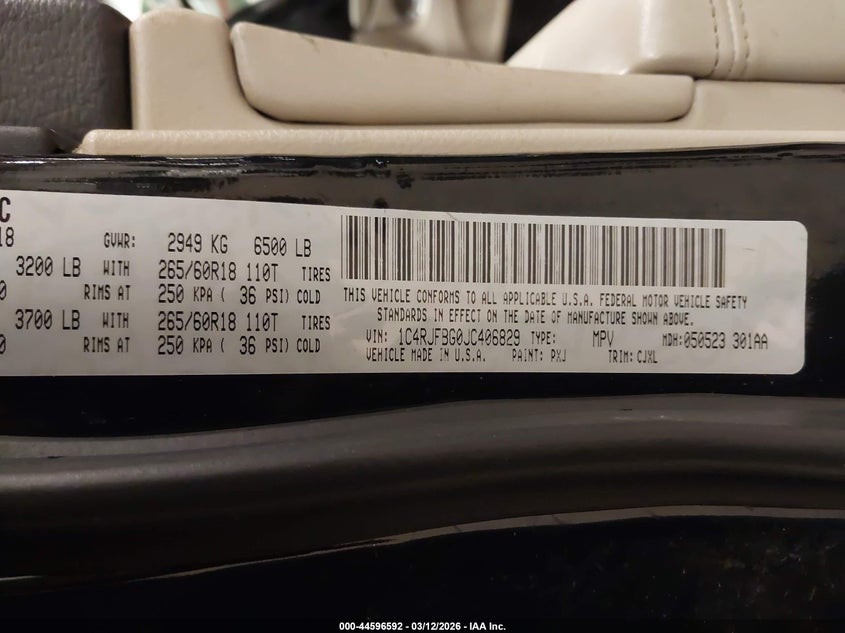 C
18 GVWR: 2949 KG 6500 LB
3200 LB WITH 265/60R18 110T TIRES
0 RIMS AT 250 KPA ( 36 PSI) COLD
3700 LB WITH 265/60R18 110T TIRES
0 RIMS AT 250 KPA ( 36 PSI) COLD
THIS VEHICLE CONFORMS TO ALL APPLICABLE U.S.A. FEDERAL MOTOR VEHICLE SAFETY
STANDARDS IN EFFECT ON THE DATE OF MANUFACTURE SHOWN ABOVE.
VIN: 1C4RJFBG0JC406829 TYPE: MPV MDH:050523 301AA
VEHICLE MADE IN U.S.A. PAINT: PXJ TRIM: CJXL
000-44596592 - 03/12/2026 - IAA Inc.